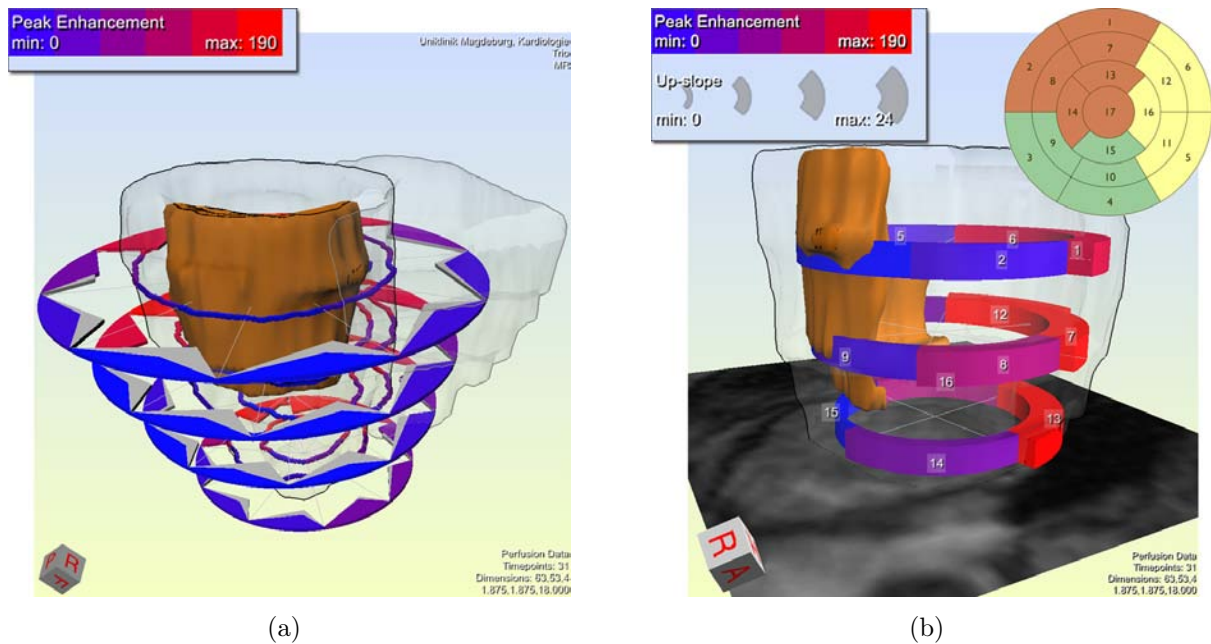 Peak Enhancement
min: 0 max: 190
Uniklinik Magdeburg, Kardiologie
Perfusion Data
Timepoints: 31
Dimensions: 63,53,4
1.875,1.875,18.000
R
(a)
Peak Enhancement
min: 0 max: 190
Up-slope
min: 0 max: 24
1
7
2
6
8
13
12
14
17
16
9
15
11
3
10
5
4
5
6
1
2
12
7
9
8
16
15
13
14
R
A
Perfusion Data
Timepoints: 31
Dimensions: 63,53,4
1.875,1.875,18.000
(b)